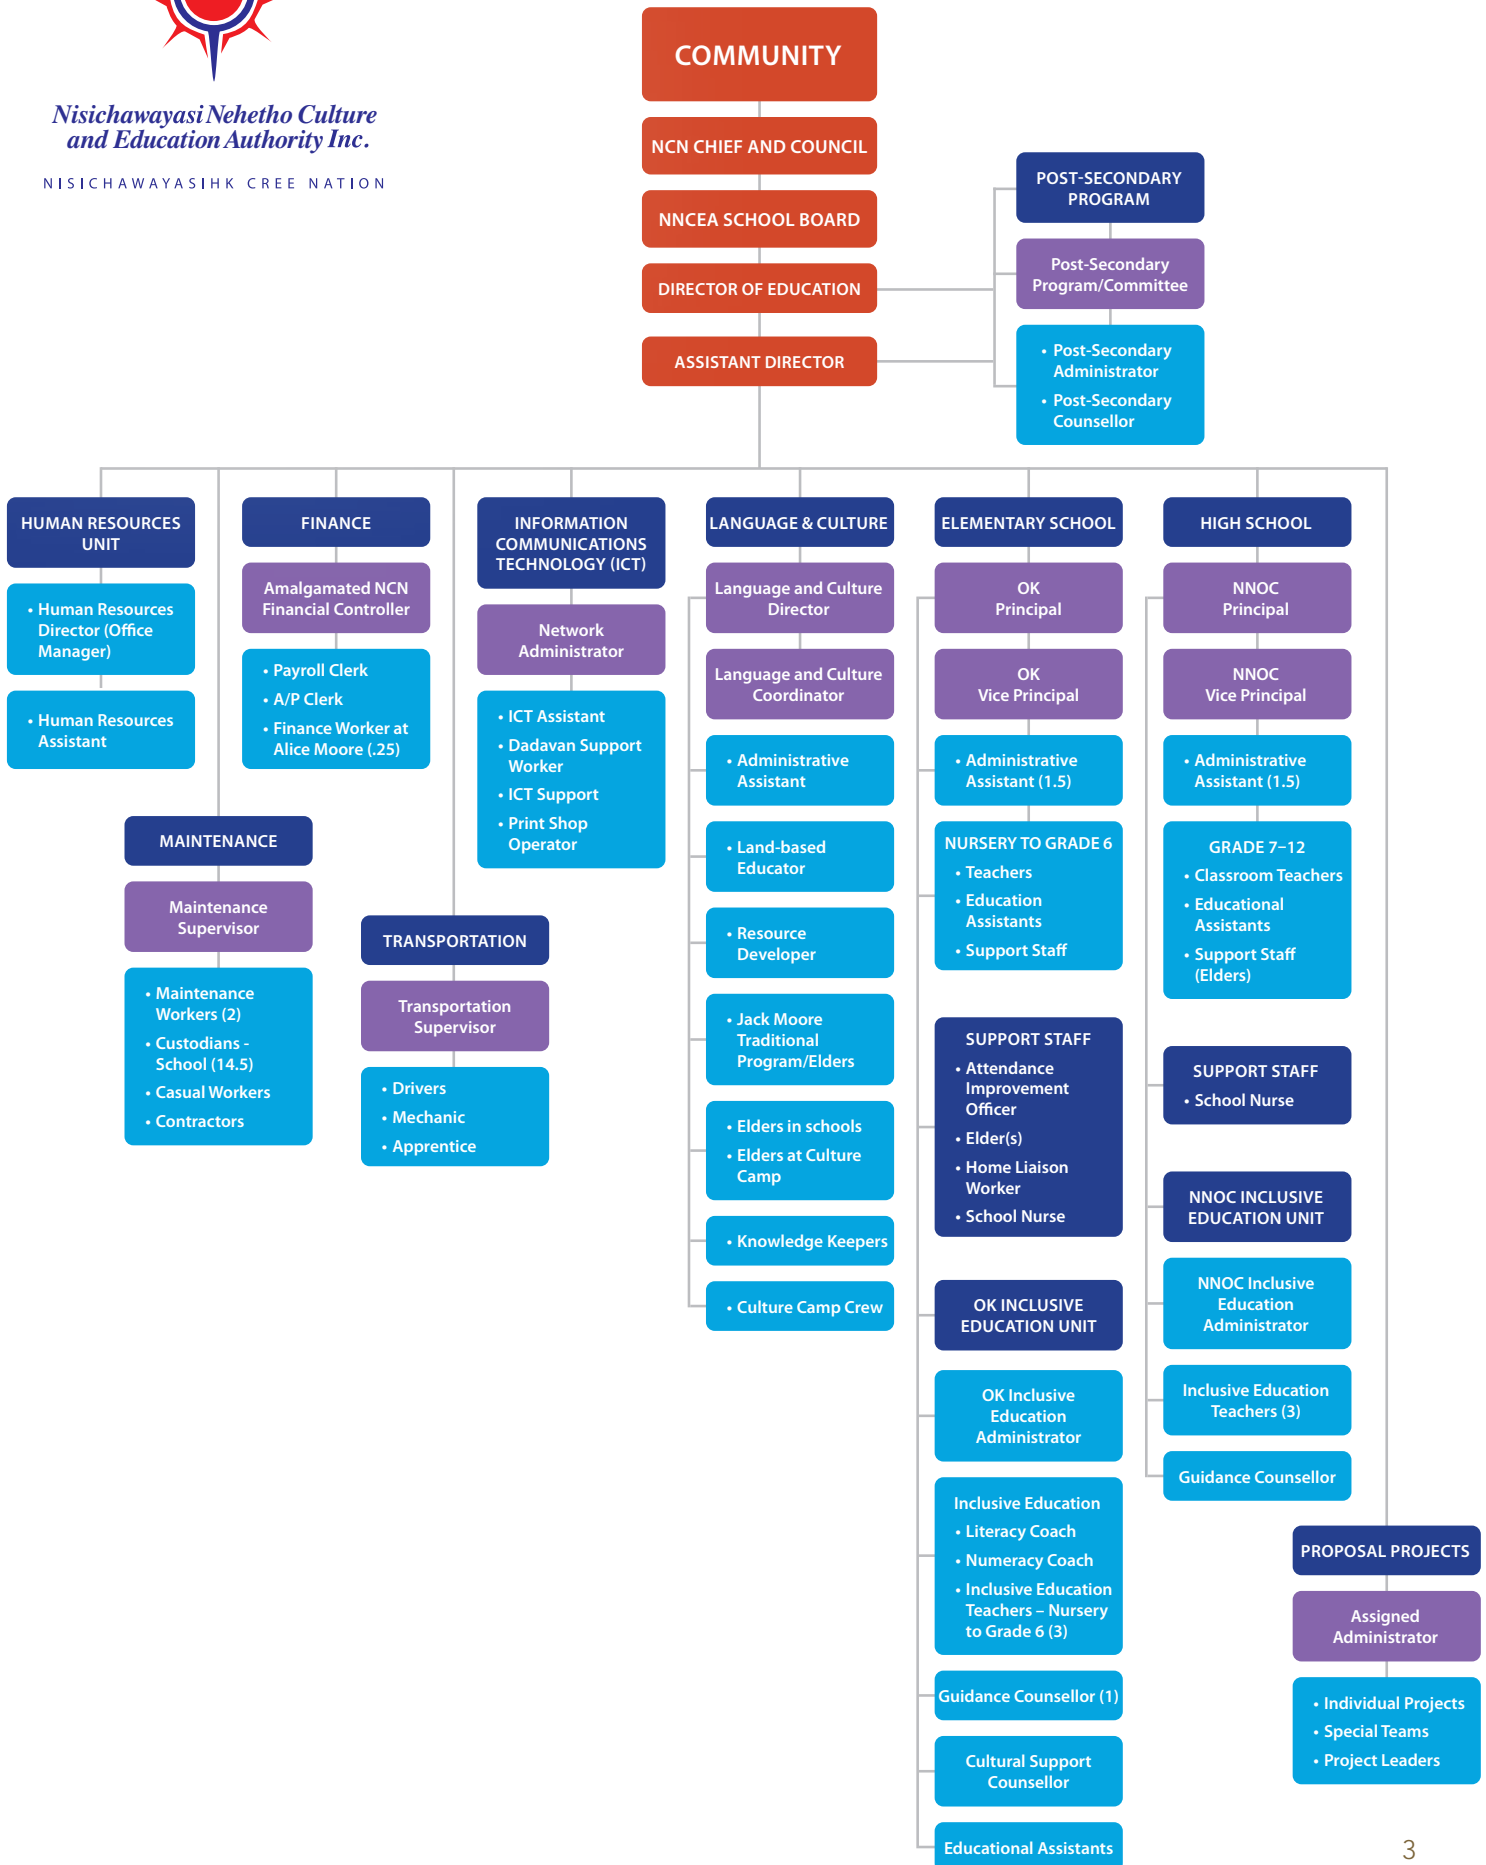 Nisichawayasi Nehetho Culture
and Education Authority Inc.
NISICHAWAYASIHK CREE NATION
COMMUNITY
NCN CHIEF AND COUNCIL
NNCEA SCHOOL BOARD
DIRECTOR OF EDUCATION
ASSISTANT DIRECTOR
POST-SECONDARY
PROGRAM
Post-Secondary
Program/Committee
• Post-Secondary
Administrator
• Post-Secondary
Counsellor
HUMAN RESOURCES
UNIT
• Human Resources
Director (Office
Manager)
• Human Resources
Assistant
MAINTENANCE
Maintenance
Supervisor
• Maintenance
Workers (2)
• Custodians -
School (14.5)
• Casual Workers
• Contractors
FINANCE
Amalgamated NCN
Financial Controller
• Payroll Clerk
• A/P Clerk
• Finance Worker at
Alice Moore (.25)
TRANSPORTATION
Transportation
Supervisor
• Drivers
• Mechanic
• Apprentice
INFORMATION
COMMUNICATIONS
TECHNOLOGY (ICT)
Network
Administrator
• ICT Assistant
• Dadavan Support
Worker
• ICT Support
• Print Shop
Operator
LANGUAGE & CULTURE
Language and Culture
Director
Language and Culture
Coordinator
• Administrative
Assistant
• Land-based
Educator
• Resource
Developer
• Jack Moore
Traditional
Program/Elders
• Elders in schools
• Elders at Culture
Camp
• Knowledge Keepers
• Culture Camp Crew
ELEMENTARY SCHOOL
OK
Principal
OK
Vice Principal
• Administrative
Assistant (1.5)
NURSERY TO GRADE 6
• Teachers
• Education
Assistants
• Support Staff
SUPPORT STAFF
• Attendance
Improvement
Officer
• Elder(s)
• Home Liaison
Worker
• School Nurse
OK INCLUSIVE
EDUCATION UNIT
OK Inclusive
Education
Administrator
Inclusive Education
• Literacy Coach
• Numeracy Coach
• Inclusive Education
Teachers – Nursery
to Grade 6 (3)
Guidance Counsellor (1)
Cultural Support
Counsellor
Educational Assistants
HIGH SCHOOL
NNOC
Principal
NNOC
Vice Principal
• Administrative
Assistant (1.5)
GRADE 7–12
• Classroom Teachers
• Educational
Assistants
• Support Staff
(Elders)
SUPPORT STAFF
• School Nurse
NNOC INCLUSIVE
EDUCATION UNIT
NNOC Inclusive
Education
Administrator
Inclusive Education
Teachers (3)
Guidance Counsellor
PROPOSAL PROJECTS
Assigned
Administrator
• Individual Projects
• Special Teams
• Project Leaders
3